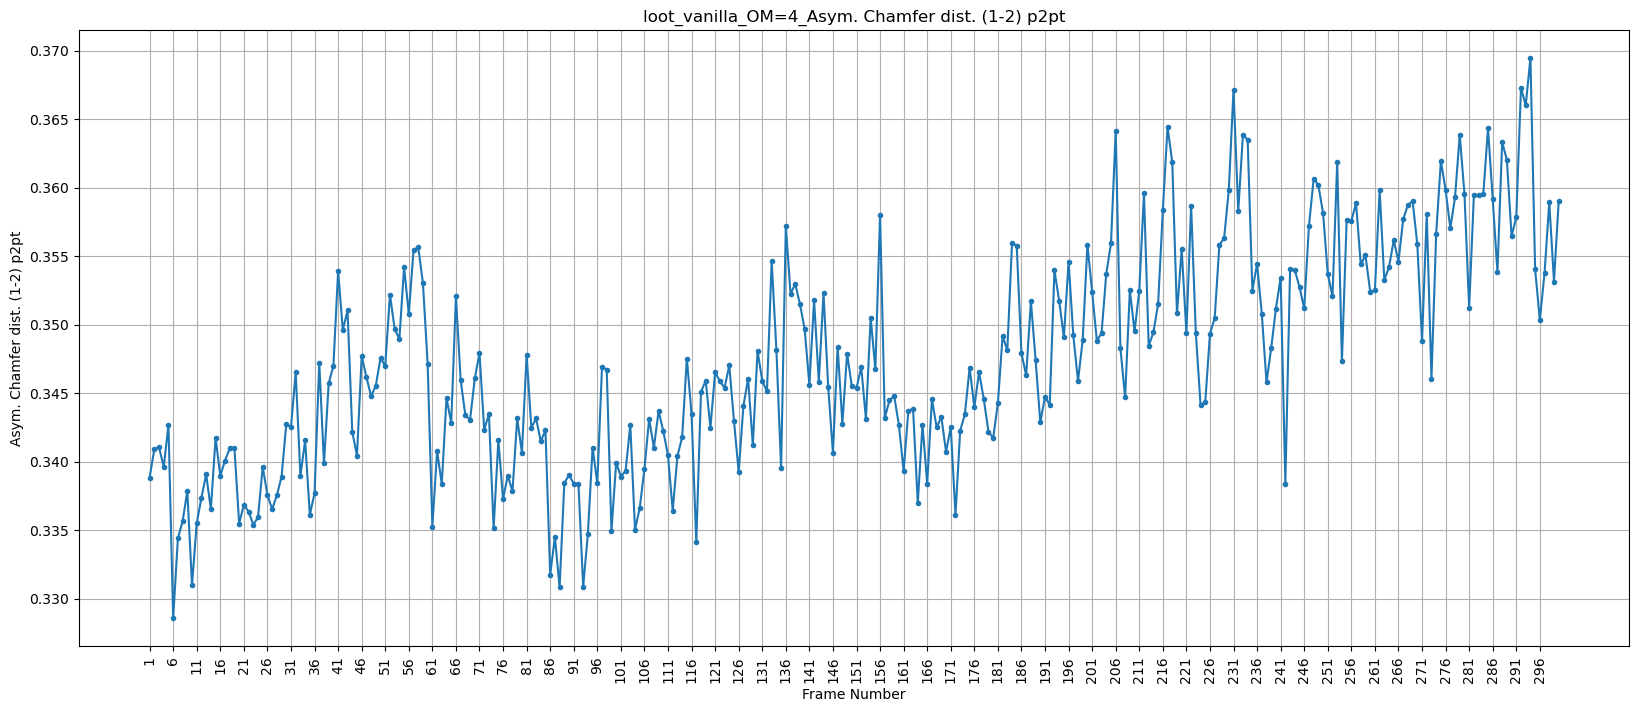 loot_vanilla_OM=4_Asym. Chamfer dist. (1-2) p2pt
Asym. Chamfer dist. (1-2) p2pt
0.370
0.365
0.360
0.355
0.350
0.345
0.340
0.335
0.330
1 6 11 16 21 26 31 36 41 46 51 56 61 66 71 76 81 86 91 96 101 106 111 116 121 126 131 136 141 146 151 156 161 166 171 176 181 186 191 196 201 206 211 216 221 226 231 236 241 246 251 256 261 266 271 276 281 286 291 296
Frame Number